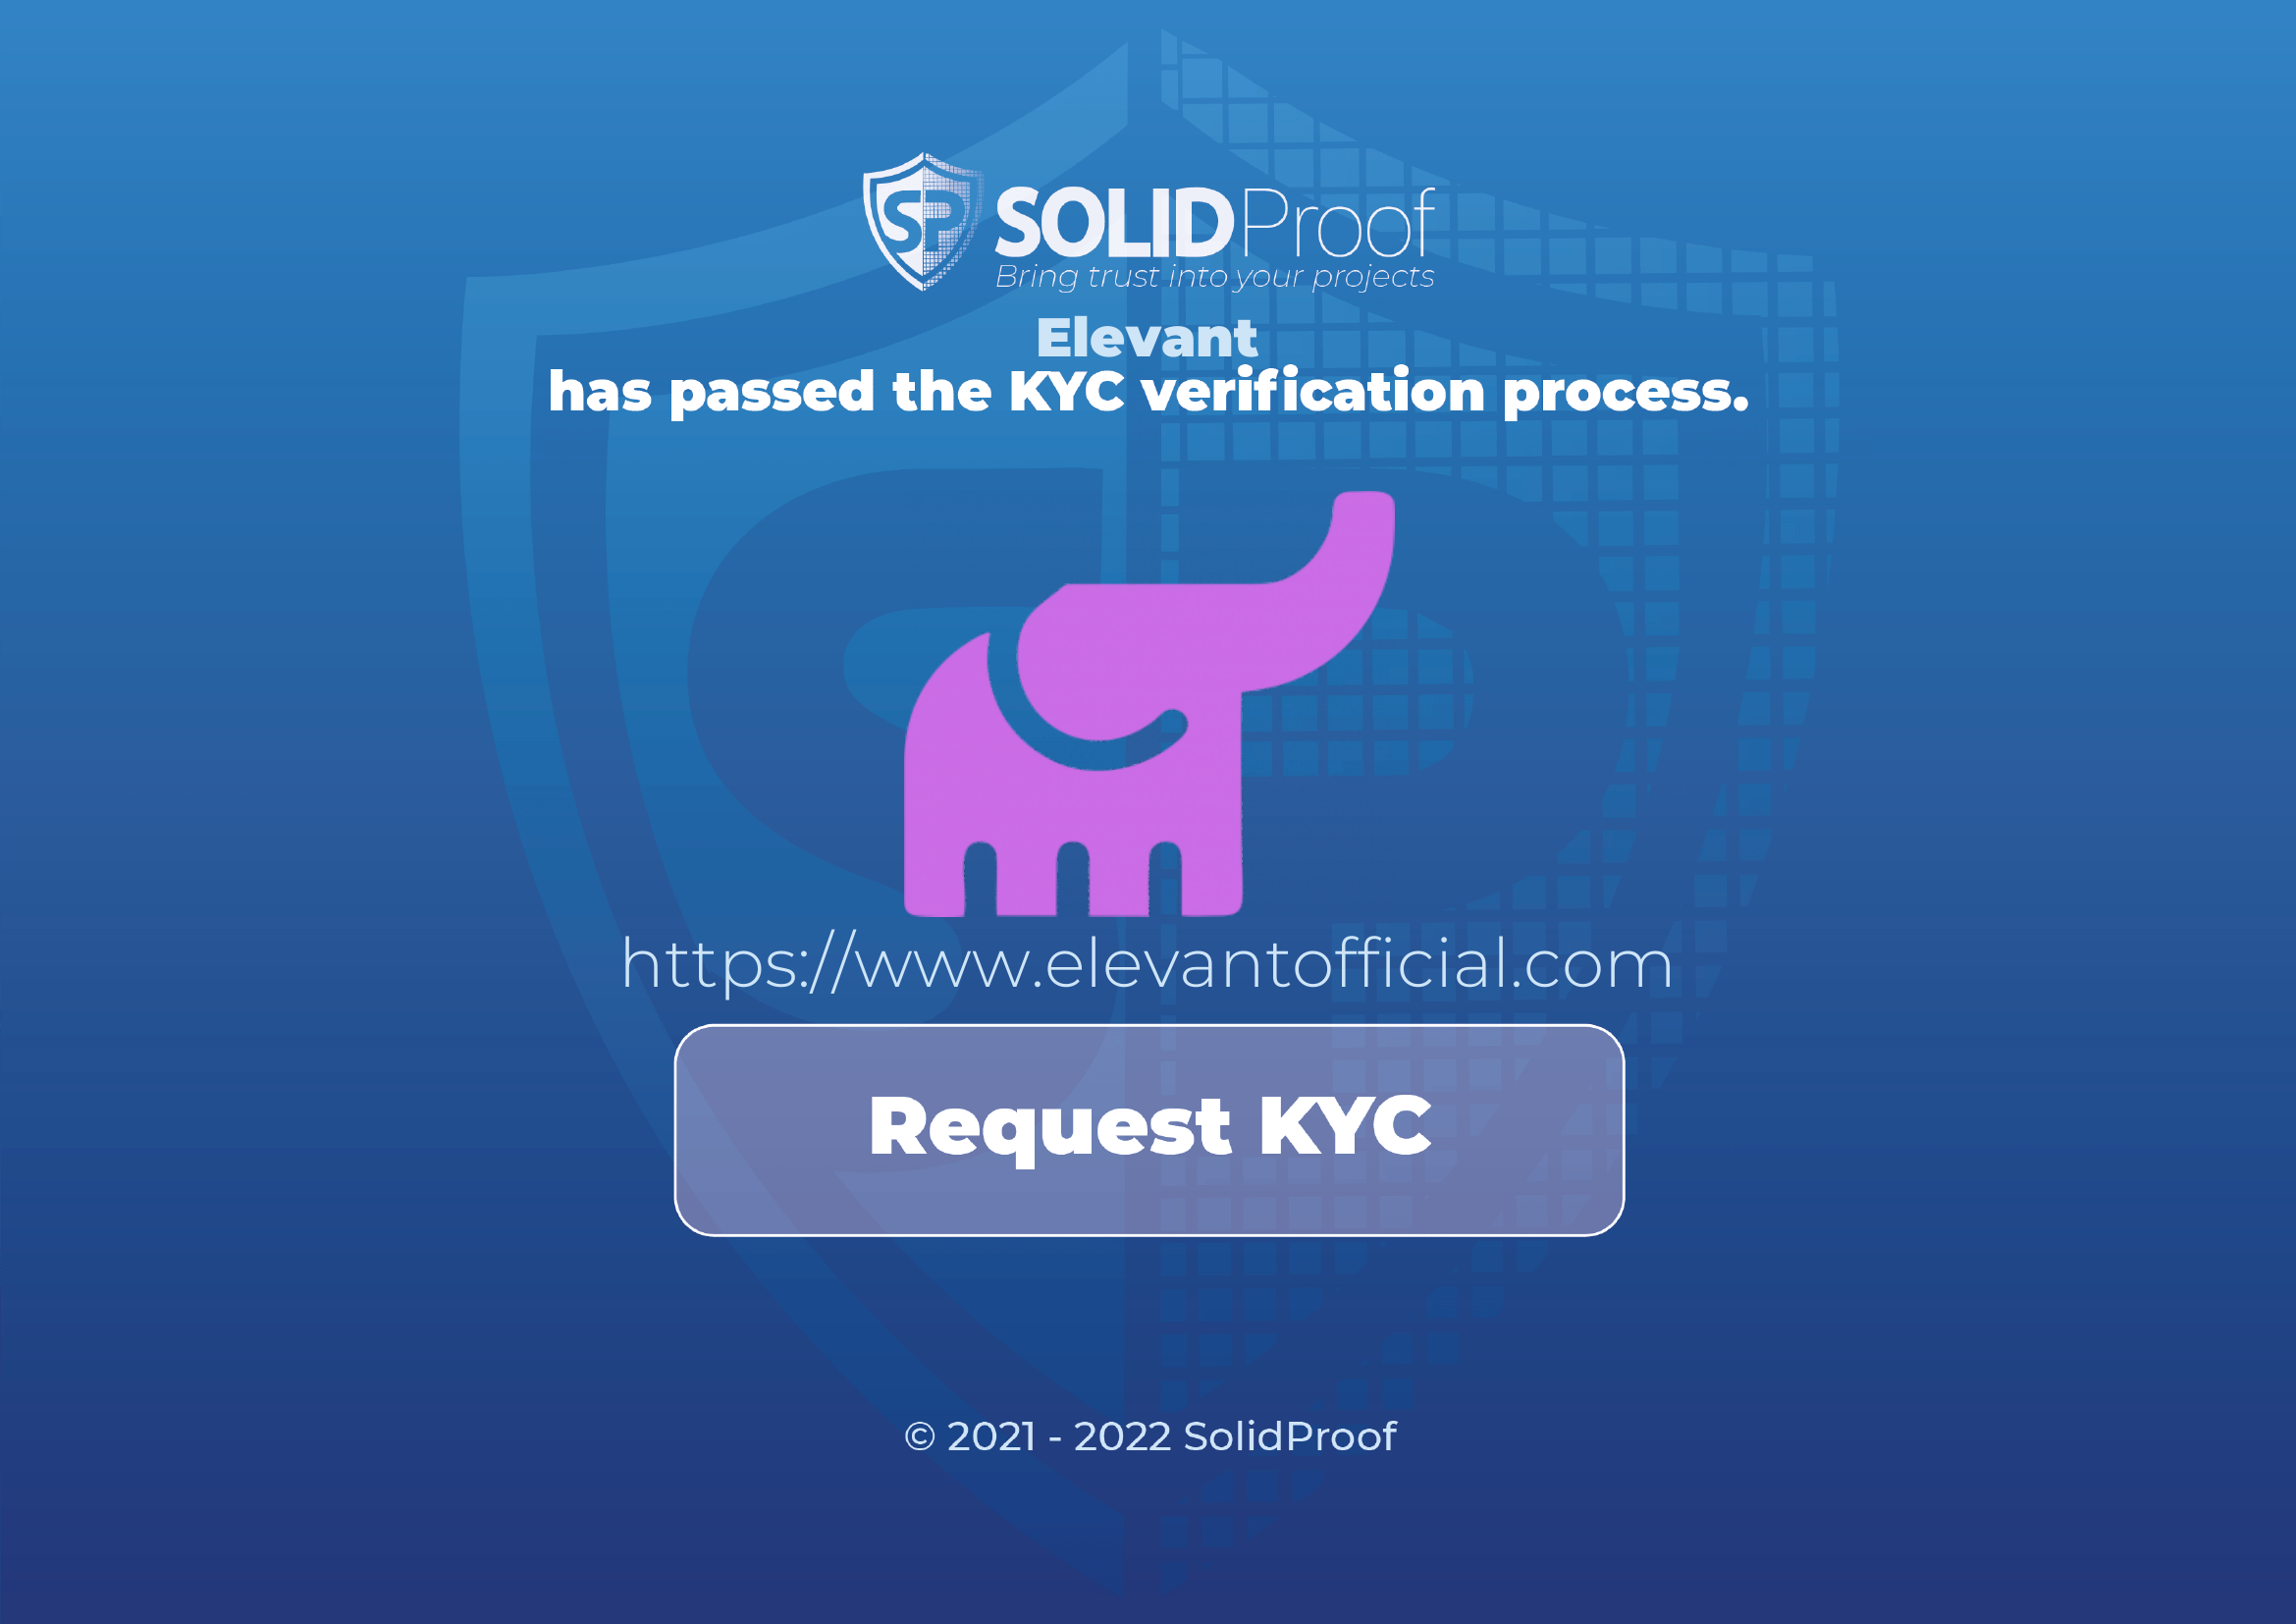 SP SOLIDProof
Bring trust into your projects
Elevant
has passed the KYC verification process.
https://www.elevantofficial.com
Request KYC
© 2021 - 2022 SolidProof